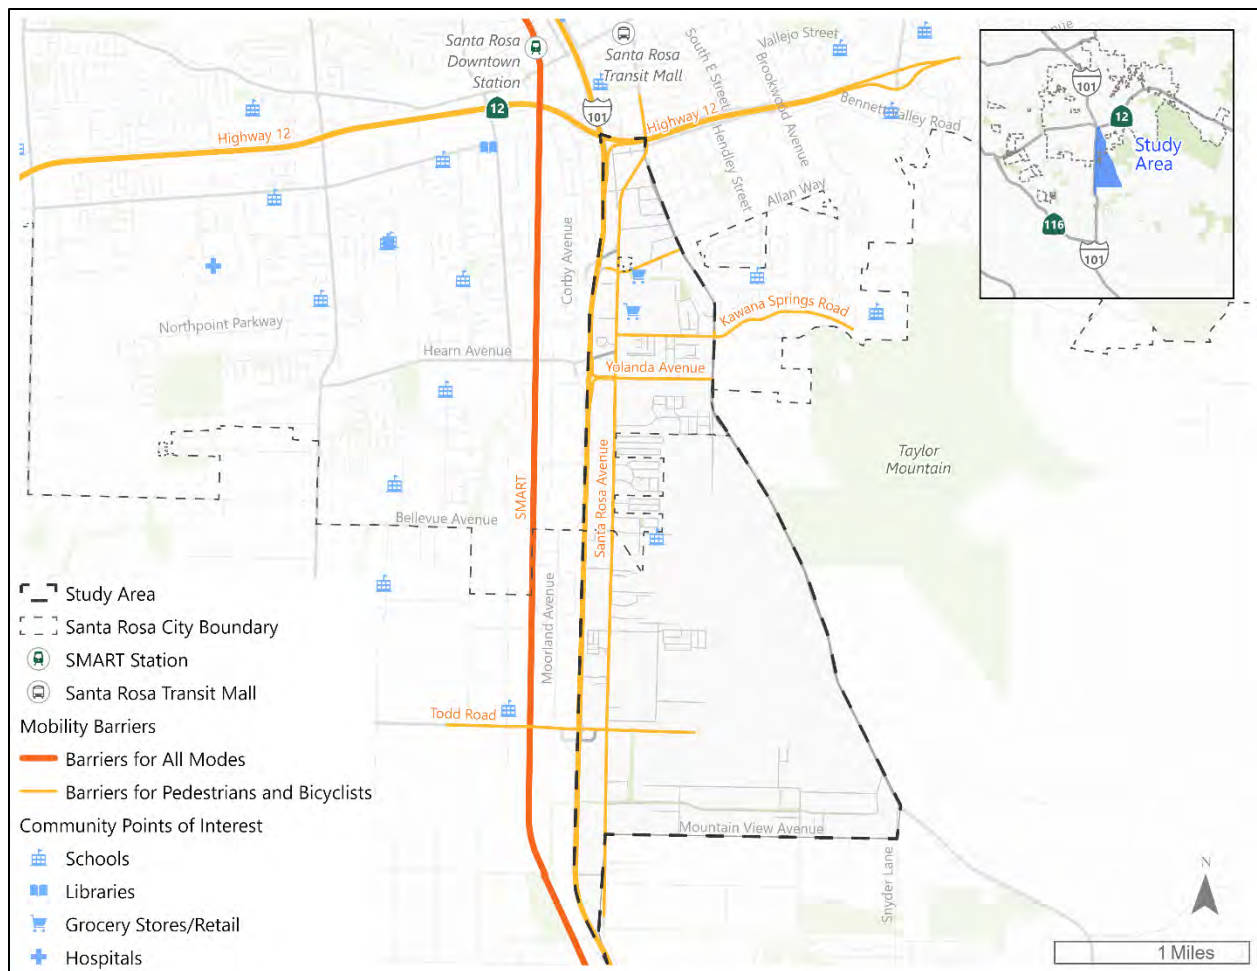 Santa Rosa
Downtown
Station
Santa Rosa
Transit Mall
South E Street
Vallejo Street
Brookwood Avenue
Bennett Valley Road
Hendley Street
Allan Way
12
101
Highway 12
Highway 12
Corby Avenue
Northpoint Parkway
Hearn Avenue
Kawana Springs Road
Yolanda Avenue
Taylor
Mountain
SMART
Santa Rosa Avenue
Bellevue Avenue
Moorland Avenue
Todd Road
Mountain View Avenue
Snyder Lane
101
12
Study
Area
116
101
Study Area
Santa Rosa City Boundary
SMART Station
Santa Rosa Transit Mall
Mobility Barriers
Barriers for All Modes
Barriers for Pedestrians and Bicyclists
Community Points of Interest
Schools
Libraries
Grocery Stores/Retail
Hospitals
N
1 Miles